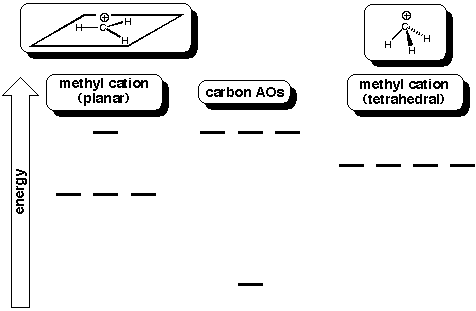 ⊕
H C H
H
⊕
C
H H H
methyl cation
(planar)
carbon AOs
methyl cation
(tetrahedral)
energy